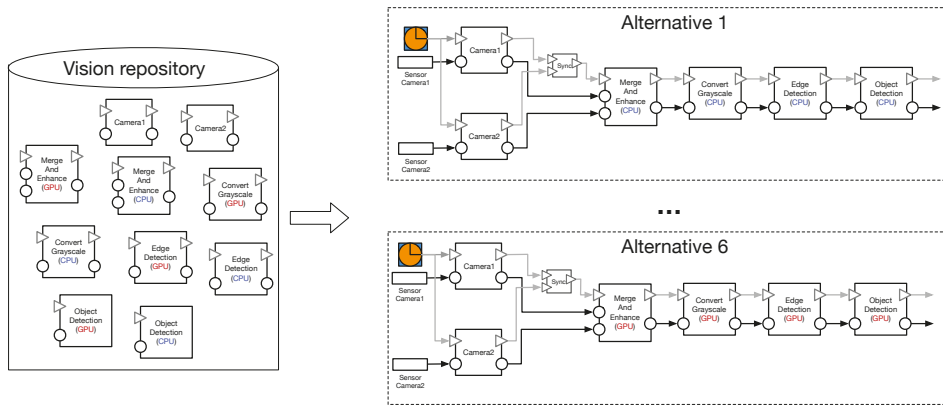 Vision repository
Camera1
Camera2
Merge
And
Enhance
(GPU)
Merge
And
Enhance
(CPU)
Convert
Grayscale
(GPU)
Convert
Grayscale
(CPU)
Edge
Detection
(GPU)
Edge
Detection
(CPU)
Object
Detection
(GPU)
Object
Detection
(CPU)
Alternative 1
Sensor
Camera1
Camera1
Sync
Sensor
Camera2
Camera2
Merge
And
Enhance
(CPU)
Convert
Grayscale
(CPU)
Edge
Detection
(CPU)
Object
Detection
(CPU)
...
Alternative 6
Sensor
Camera1
Camera1
Sync
Sensor
Camera2
Camera2
Merge
And
Enhance
(GPU)
Convert
Grayscale
(GPU)
Edge
Detection
(GPU)
Object
Detection
(GPU)